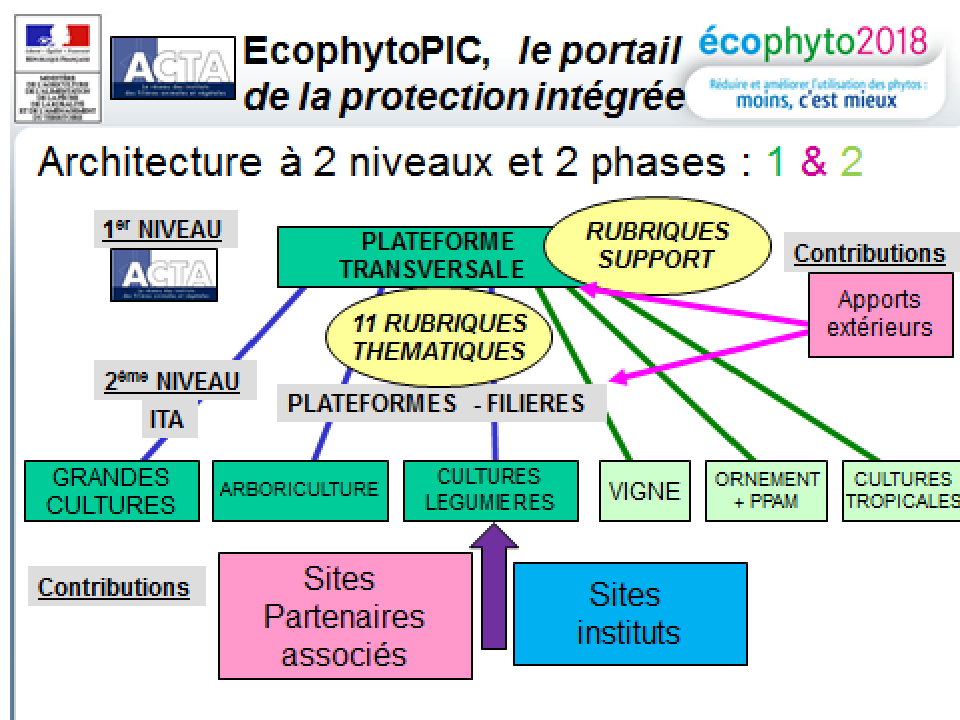 EcophytoPIC, le portail
de la protection intégrée
ACTA
écophyto2018
Réduire et améliorer l'utilisation des phytos :
moins, c'est mieux
Architecture à 2 niveaux et 2 phases : 1 & 2
1er NIVEAU
ACTA
PLATEFORME
TRANSVERSALE
RUBRIQUES
SUPPORT
Contributions
Apports
extérieurs
11 RUBRIQUES
THEMATIQUES
2ème NIVEAU
ITA
PLATEFORMES - FILIERES
GRANDES
CULTURES
ARBORICULTURE
CULTURES
LEGUMIERES
VIGNE
ORNEMENT
+ PPAM
CULTURES
TROPICALES
Contributions
Sites
Partenaires
associés
Sites
instituts